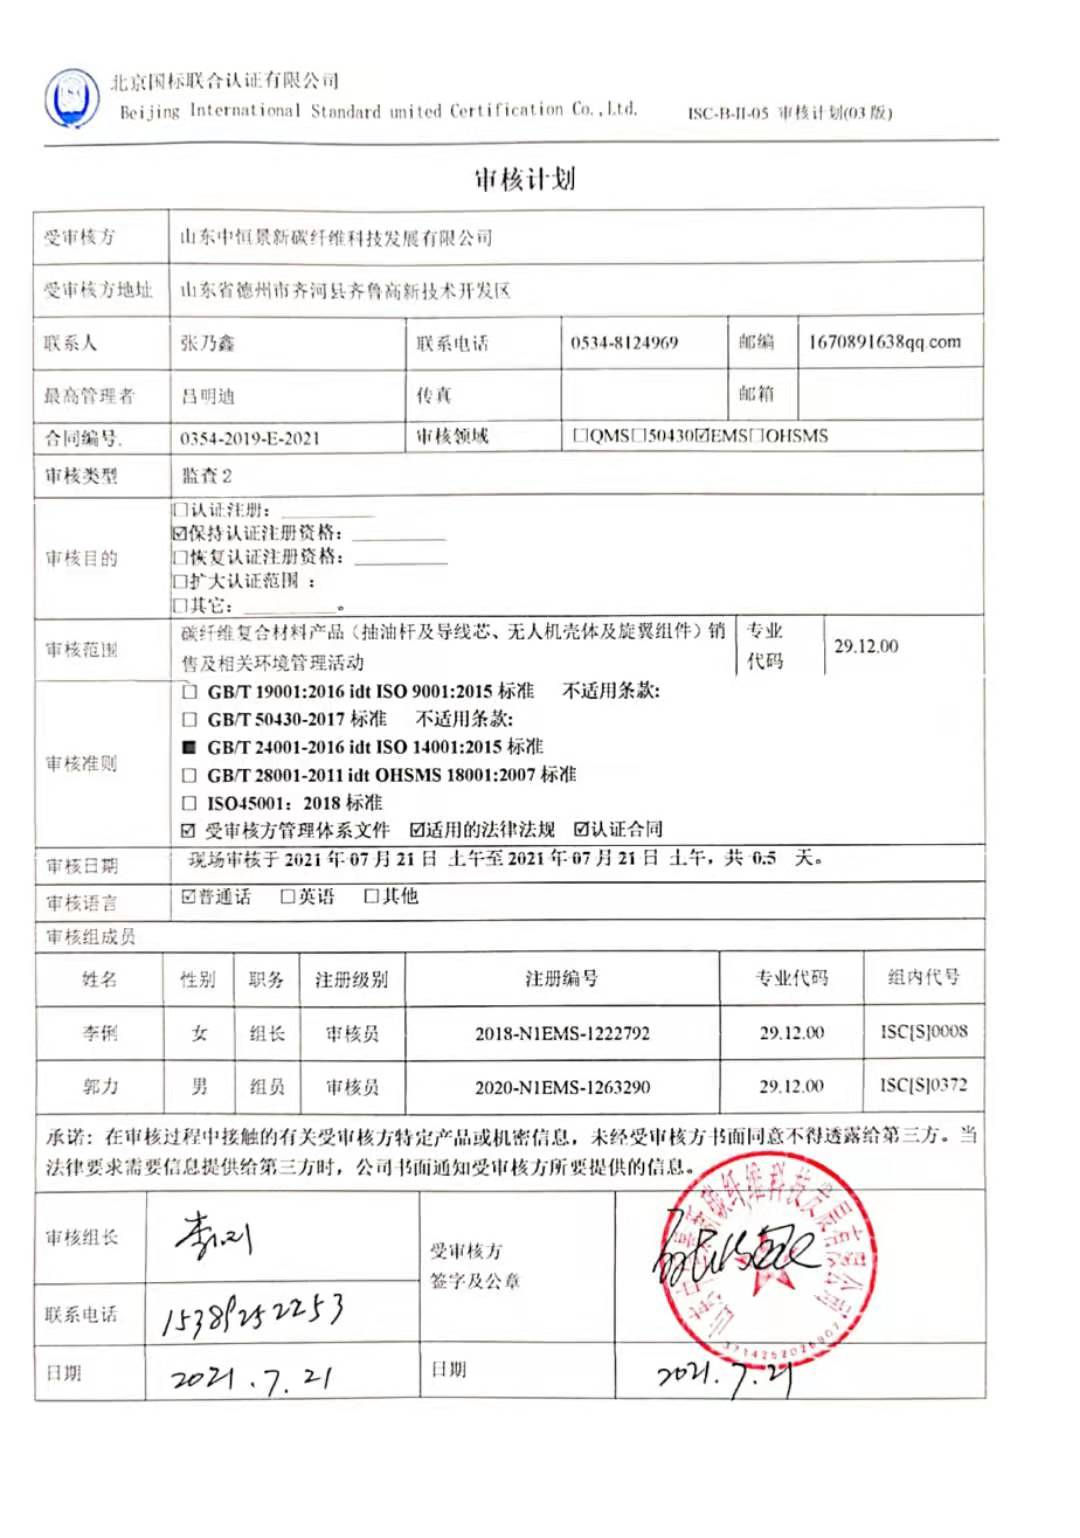 北京国标联合认证有限公司
Beijing International Standard united Certification Co.,Ltd. ISC-B-II-05 审核计划(03版)
审核计划
受审核方 山东中恒景新碳纤维科技发展有限公司
受审核方地址 山东省德州市齐河县齐鲁高新技术开发区
联系人 张乃鑫 联系电话 0534-8124969 邮编 1670891638qq.com
最高管理者 吕明迪 传真 邮箱
合同编号. 0354-2019-E-2021 审核领域 □QMS□50430☑EMS□OHSMS
审核类型 监查2
审核目的
□认证注册：
☑保持认证注册资格：
□恢复认证注册资格：
□扩大认证范围 ：
□其它： 。
审核范围 碳纤维复合材料产品（抽油杆及导线芯、无人机壳体及旋翼组件）销 专业 29.12.00
售及相关环境管理活动 代码
审核准则
□ GB/T 19001:2016 idt ISO 9001:2015 标准 不适用条款:
□ GB/T 50430-2017 标准 不适用条款:
■ GB/T 24001-2016 idt ISO 14001:2015 标准
□ GB/T 28001-2011 idt OHSMS 18001:2007 标准
□ ISO45001：2018 标准
☑ 受审核方管理体系文件 ☑适用的法律法规 ☑认证合同
审核日期 现场审核于 2021 年 07 月 21 日 上午至 2021 年 07 月 21 日 上午，共 0.5 天。
审核语言 ☑普通话 □英语 □其他
审核组成员
姓名 性别 职务 注册级别 注册编号 专业代码 组内代号
李俐 女 组长 审核员 2018-N1EMS-1222792 29.12.00 ISC[S]0008
郭力 男 组员 审核员 2020-N1EMS-1263290 29.12.00 ISC[S]0372
承诺：在审核过程中接触的有关受审核方特定产品或机密信息，未经受审核方书面同意不得透露给第三方。当
法律要求需要信息提供给第三方时，公司书面通知受审核方所要提供的信息。
审核组长 李俐 受审核方
签字及公章
联系电话 15389252253
日期 2021.7.21 日期 2021.7.21